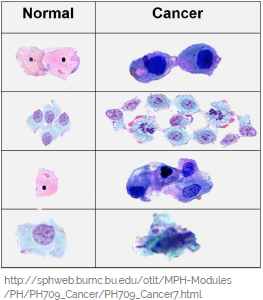 Normal Cancer
http://sphweb.bumc.bu.edu/otlt/MPH-Modules
/PH/PH709_Cancer/PH709_Cancer7.html